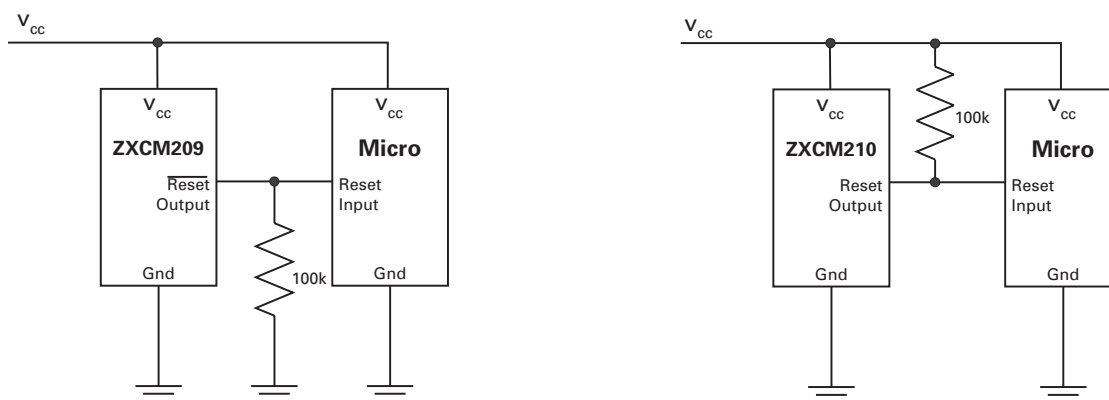 Vcc
Vcc
Vcc
ZXCM209
Micro
Reset
Output
Reset
Input
100k
Gnd
Gnd
Vcc
Vcc
Vcc
100k
ZXCM210
Micro
Reset
Output
Reset
Input
Gnd
Gnd